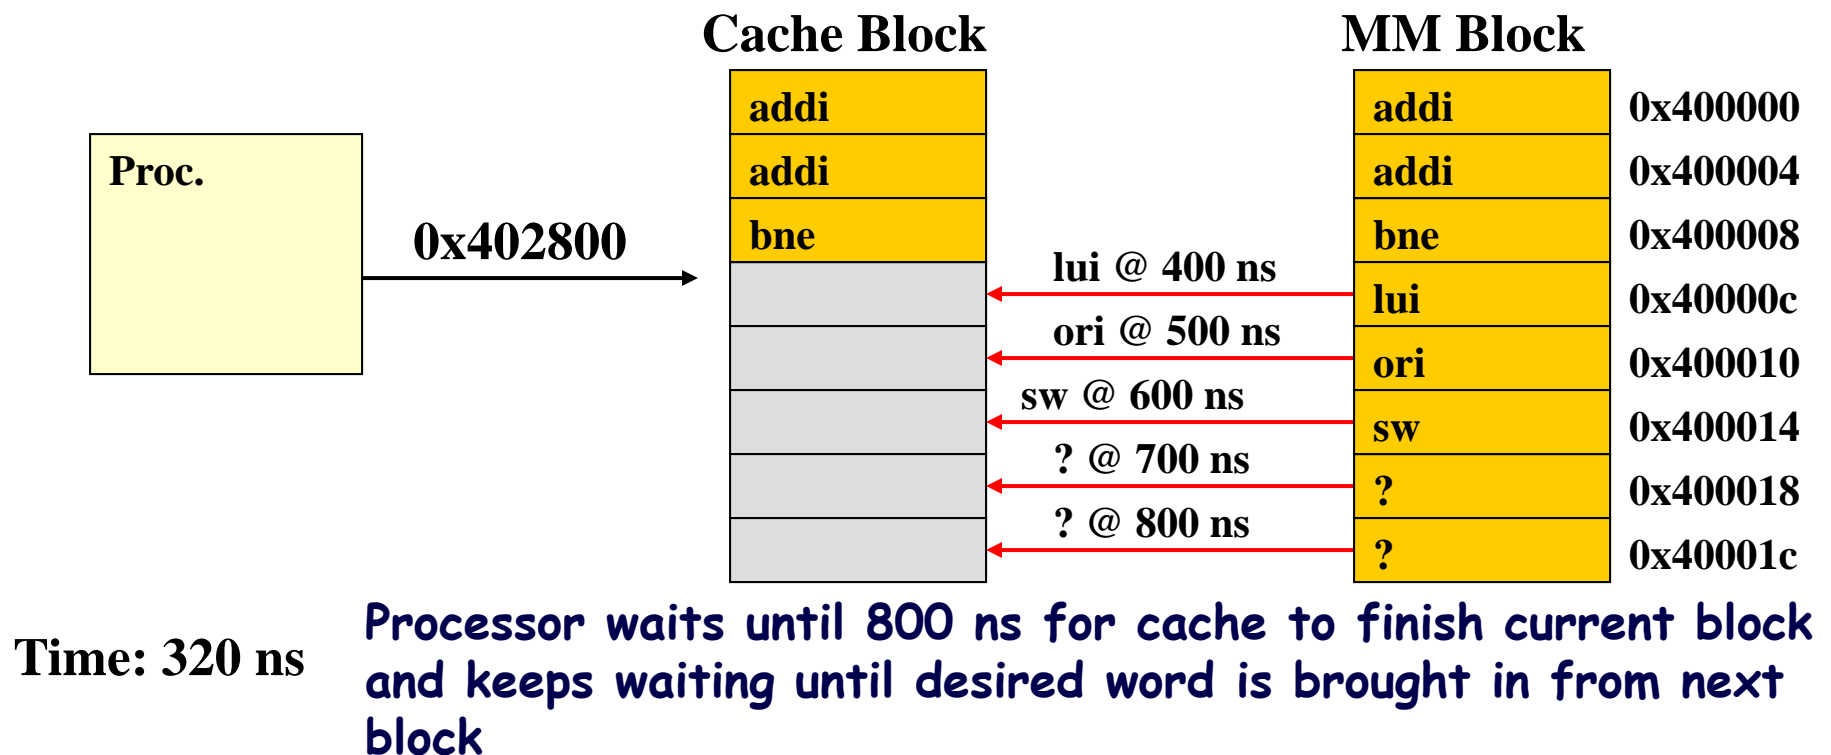 Cache Block
MM Block
Proc.
0x402800
addi
addi
bne
lui @ 400 ns
ori @ 500 ns
sw @ 600 ns
? @ 700 ns
? @ 800 ns
addi 0x400000
addi 0x400004
bne 0x400008
lui 0x40000c
ori 0x400010
sw 0x400014
? 0x400018
? 0x40001c
Time: 320 ns
Processor waits until 800 ns for cache to finish current block
and keeps waiting until desired word is brought in from next
block